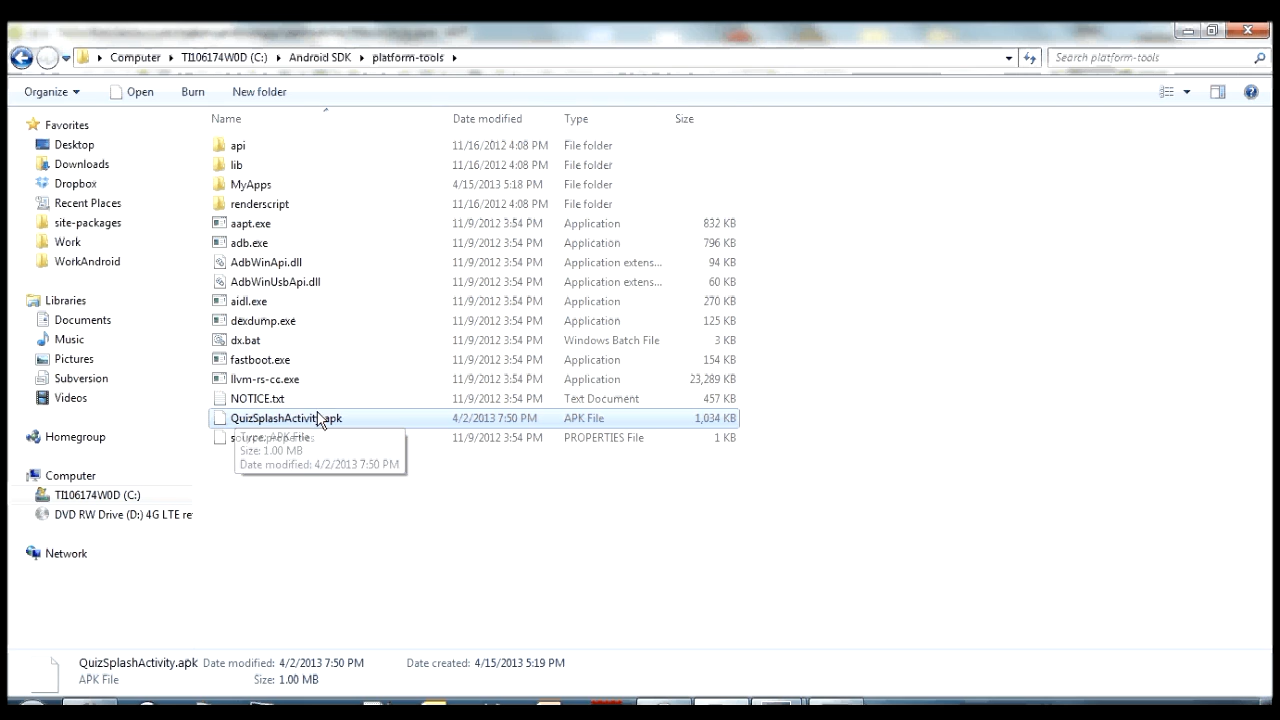 Computer TI106174W0D (C:) Android SDK platform-tools Search platform-tools
Organize Open Burn New folder
Name Date modified Type Size
Favorites
Desktop
Downloads
Dropbox
Recent Places
site-packages
Work
WorkAndroid
Libraries
Documents
Music
Pictures
Subversion
Videos
Homegroup
Computer
TI106174W0D (C:)
DVD RW Drive (D:) 4G LTE re
Network
api 11/16/2012 4:08 PM File folder
lib 11/16/2012 4:08 PM File folder
MyApps 4/15/2013 5:18 PM File folder
renderscript 11/16/2012 4:08 PM File folder
aapt.exe 11/9/2012 3:54 PM Application 832 KB
adb.exe 11/9/2012 3:54 PM Application 796 KB
AdbWinApi.dll 11/9/2012 3:54 PM Application extens... 94 KB
AdbWinUsbApi.dll 11/9/2012 3:54 PM Application extens... 60 KB
aidl.exe 11/9/2012 3:54 PM Application 270 KB
dexdump.exe 11/9/2012 3:54 PM Application 125 KB
dx.bat 11/9/2012 3:54 PM Windows Batch File 3 KB
fastboot.exe 11/9/2012 3:54 PM Application 154 KB
llvm-rs-cc.exe 11/9/2012 3:54 PM Application 23,289 KB
NOTICE.txt 11/9/2012 3:54 PM Text Document 457 KB
QuizSplashActivity.apk 4/2/2013 7:50 PM APK File 1,034 KB
11/9/2012 3:54 PM PROPERTIES File 1 KB
Type: APK File
Size: 1.00 MB
Date modified: 4/2/2013 7:50 PM
QuizSplashActivity.apk Date modified: 4/2/2013 7:50 PM Date created: 4/15/2013 5:19 PM
APK File Size: 1.00 MB